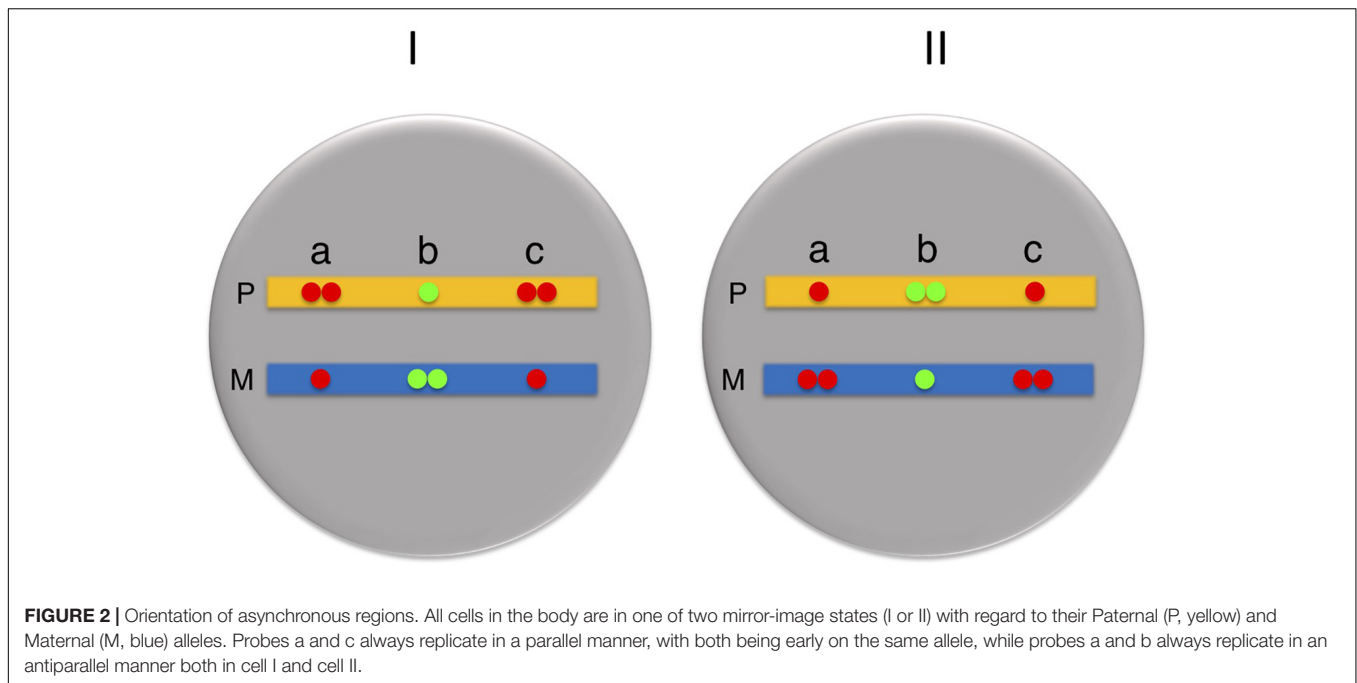 I II
a b c a b c
P P
M M
FIGURE 2 | Orientation of asynchronous regions. All cells in the body are in one of two mirror-image states (I or II) with regard to their Paternal (P, yellow) and
Maternal (M, blue) alleles. Probes a and c always replicate in a parallel manner, with both being early on the same allele, while probes a and b always replicate in an
antiparallel manner both in cell I and cell II.